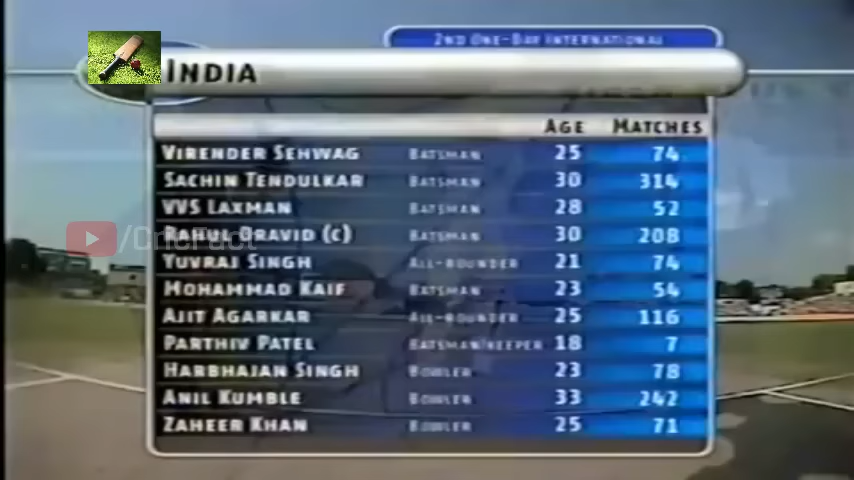 2ND ONE-DAY INTERNATIONAL
INDIA
AGE MATCHES
VIRENDER SEHWAG BATSMAN 25 74
SACHIN TENDULKAR BATSMAN 30 314
VVS LAXMAN BATSMAN 28 52
RAHUL DRAVID (C) BATSMAN 30 208
/CricFact
YUVRAJ SINGH ALL-ROUNDER 21 74
MOHAMMAD KAIF BATSMAN 23 54
AJIT AGARKAR ALL-ROUNDER 25 116
PARTHIV PATEL BATSMAN/KEEPER 18 7
HARBHAJAN SINGH BOWLER 23 78
ANIL KUMBLE BOWLER 33 242
ZAHEER KHAN BOWLER 25 71